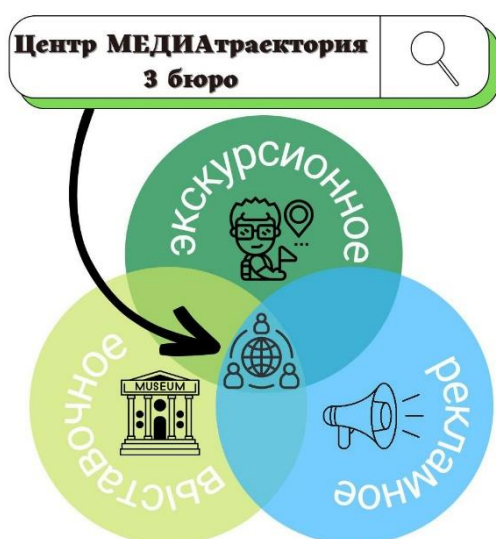 Центр МЕДИАтраектория
3 бюро
экскурсионное
MUSEUM
выставочное
рекламное